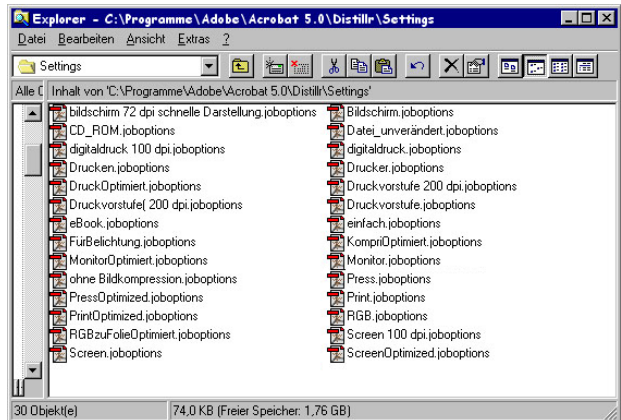 Explorer - C:\Programme\Adobe\Acrobat 5.0\Distillr\Settings
Datei Bearbeiten Ansicht Extras ?
Settings
Alle Inhalt von 'C:\Programme\Adobe\Acrobat 5.0\Distillr\Settings'
bildschirm 72 dpi schnelle Darstellung.joboptions Bildschirm.joboptions
CD_ROM.joboptions Datei_unverändert.joboptions
digitaldruck 100 dpi.joboptions digitaldruck.joboptions
Drucken.joboptions Drucker.joboptions
DruckOptimiert.joboptions Druckvorstufe 200 dpi.joboptions
Druckvorstufe( 200 dpi.joboptions Druckvorstufe.joboptions
eBook.joboptions einfach.joboptions
FürBelichtung.joboptions KompriOptimiert.joboptions
MonitorOptimiert.joboptions Monitor.joboptions
ohne Bildkompression.joboptions Press.joboptions
PressOptimized.joboptions Print.joboptions
PrintOptimized.joboptions RGB.joboptions
RGBzuFolieOptimiert.joboptions Screen 100 dpi.joboptions
Screen.joboptions ScreenOptimized.joboptions
30 Objekt(e) 74,0 KB (Freier Speicher: 1,76 GB)